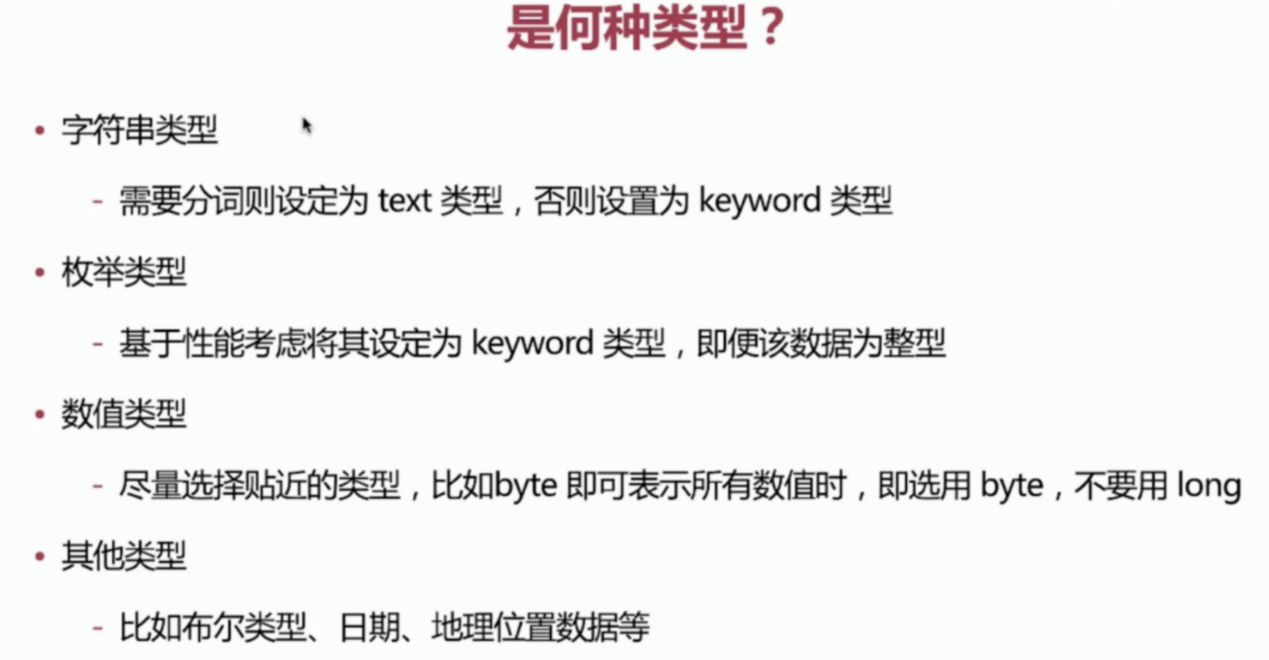 是何种类型？
• 字符串类型
- 需要分词则设定为 text 类型，否则设置为 keyword 类型
• 枚举类型
- 基于性能考虑将其设定为 keyword 类型，即便该数据为整型
• 数值类型
- 尽量选择贴近的类型，比如byte 即可表示所有数值时，即选用 byte，不要用 long
• 其他类型
- 比如布尔类型、日期、地理位置数据等